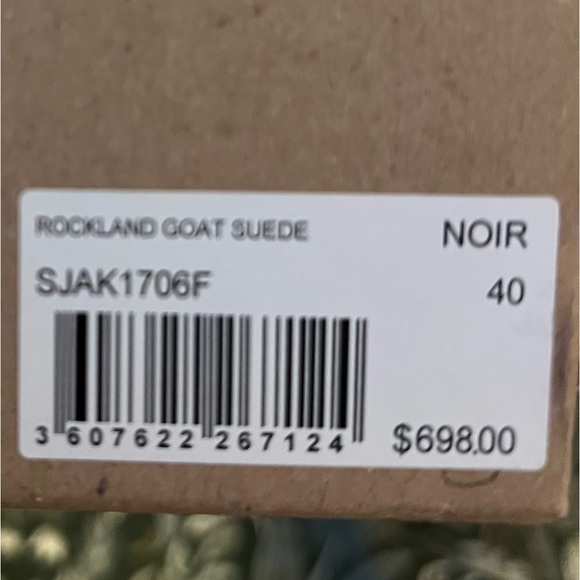 ROCKLAND GOAT SUEDE NOIR
SJAK1706F 40
3 607622 267124 $698.00